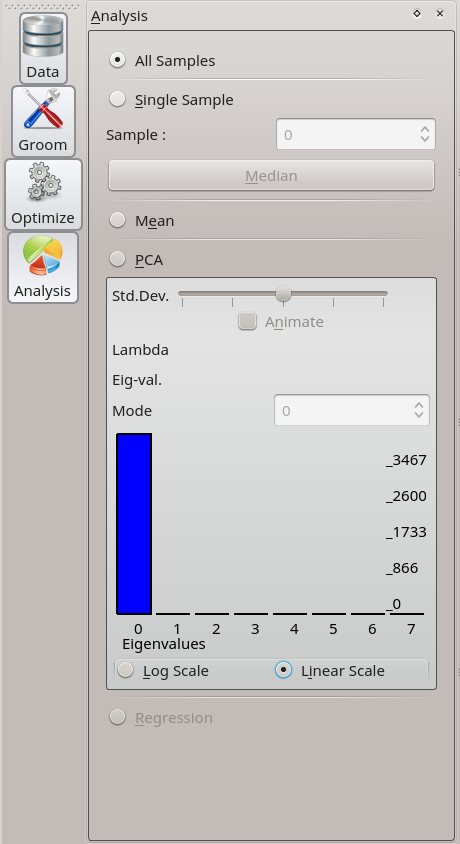 Data
Groom
Optimize
Analysis
Analysis
All Samples
Single Sample
Sample : 0
Median
Mean
PCA
Std.Dev.
Animate
Lambda
Eig-val.
Mode 0
_3467
_2600
_1733
_866
_0
0 1 2 3 4 5 6 7
Eigenvalues
Log Scale Linear Scale
Regression